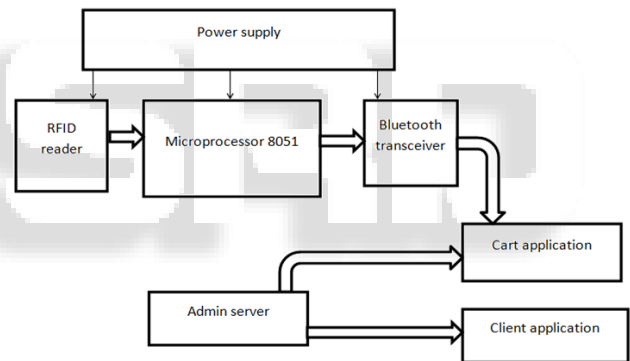 Power supply
RFID
reader
Microprocessor 8051
Bluetooth
transceiver
Cart application
Admin server
Client application